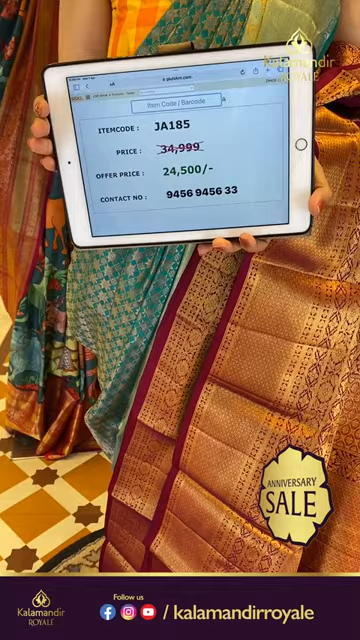 Kalamandir
ROYALE
Item Code / Barcode
ITEMCODE : JA185
PRICE : 34,999
OFFER PRICE : 24,500/-
CONTACT NO : 9456 9456 33
ANNIVERSARY
SALE
Kalamandir
ROYALE
Follow us
/ kalamandirroyale